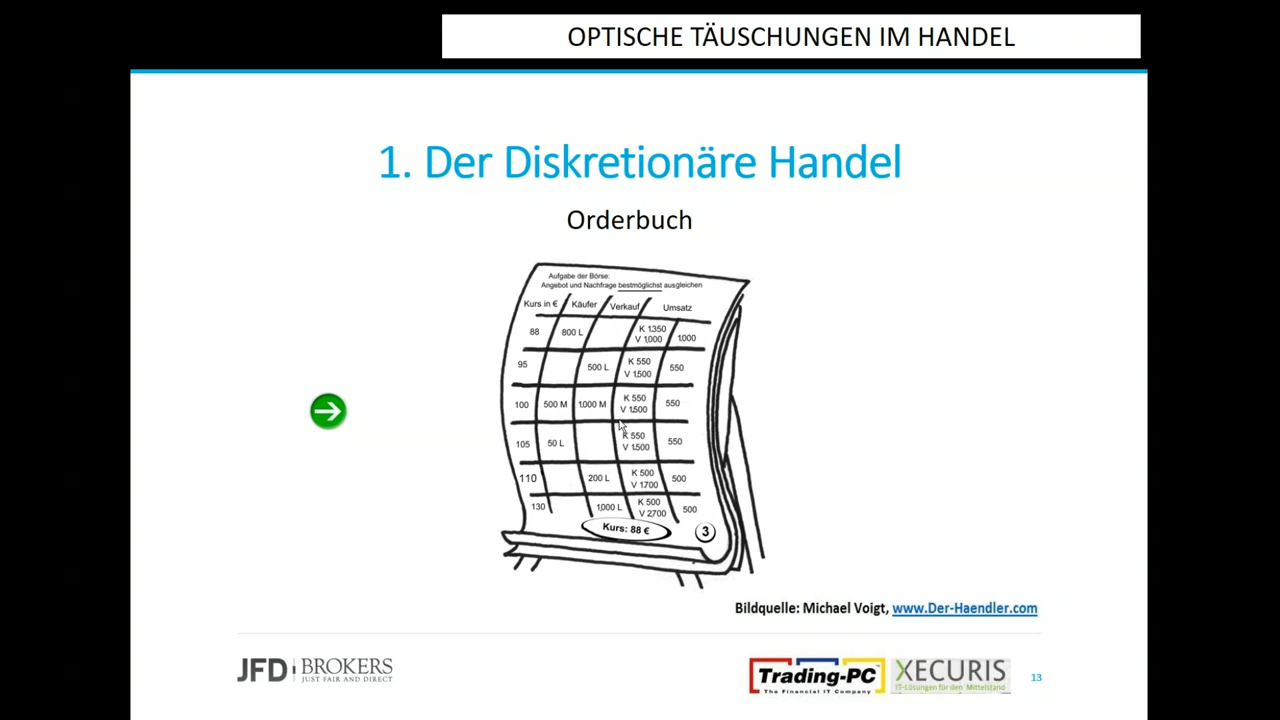 OPTISCHE TÄUSCHUNGEN IM HANDEL
1. Der Diskretionäre Handel
Orderbuch
Aufgabe der Börse:
Angebot und Nachfrage bestmöglichst ausgleichen
Kurs in € Käufer Verkauf Umsatz
88 800 L K 1.350 V 1.000 1.000
95 500 L K 550 V 1.500 550
100 500 M 1.000 M K 550 V 1.500 550
105 50 L K 550 V 1.500 550
110 200 L K 500 V 1.700 500
130 1.000 L K 500 V 2.700 500
Kurs: 88 €
3
Bildquelle: Michael Voigt, www.Der-Haendler.com
JFD BROKERS
JUST FAIR AND DIRECT
Trading-PC
The Financial IT Company
XECURIS
IT-Lösungen für den Mittelstand
13